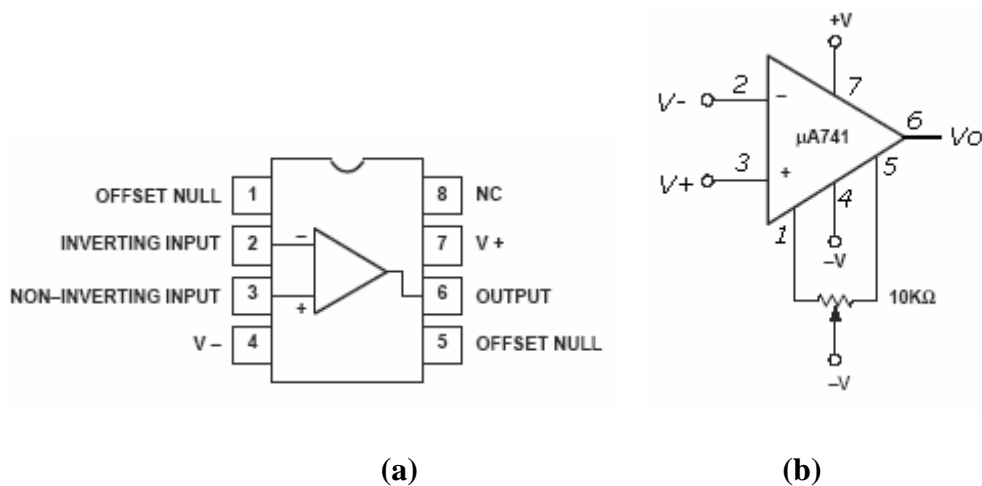 OFFSET NULL 1
INVERTING INPUT 2 −
NON–INVERTING INPUT 3 +
V – 4
8 NC
7 V +
6 OUTPUT
5 OFFSET NULL
(a)
+V
7
V- 2 −
μA741
6 Vo
V+ 3 +
5
4
1
–V
10KΩ
–V
(b)